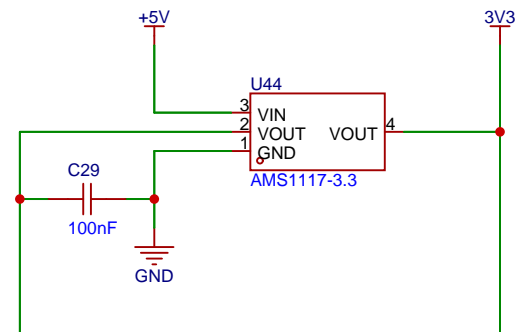 +5V
3V3
U44
3 VIN
2 VOUT VOUT 4
1 GND
AMS1117-3.3
C29
100nF
GND